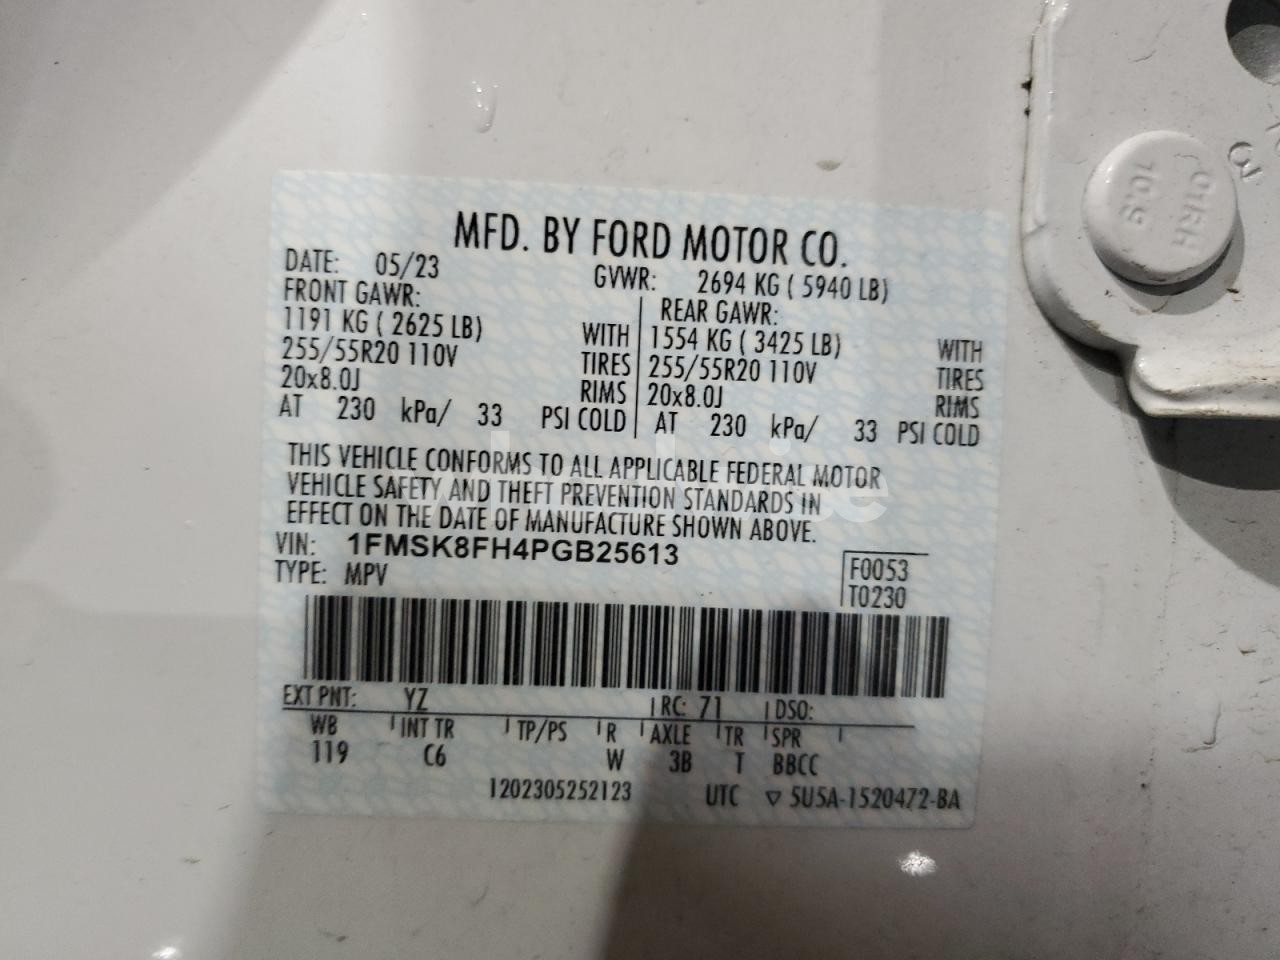 MFD. BY FORD MOTOR CO.
DATE: 05/23 GVWR: 2694 KG ( 5940 LB)
FRONT GAWR: REAR GAWR:
1191 KG ( 2625 LB) WITH 1554 KG ( 3425 LB) WITH
255/55R20 110V TIRES 255/55R20 110V TIRES
20x8.0J RIMS 20x8.0J RIMS
AT 230 kPa/ 33 PSI COLD AT 230 kPa/ 33 PSI COLD
THIS VEHICLE CONFORMS TO ALL APPLICABLE FEDERAL MOTOR
VEHICLE SAFETY AND THEFT PREVENTION STANDARDS IN
EFFECT ON THE DATE OF MANUFACTURE SHOWN ABOVE.
VIN: 1FMSK8FH4PGB25613
TYPE: MPV
F0053
T0230
EXT PNT: YZ RC: 71 DSO:
WB INT TR TP/PS R AXLE TR SPR
119 C6 W 3B T BBCC
1202305252123 UTC ▽ 5U5A-1520472-BA
10.9